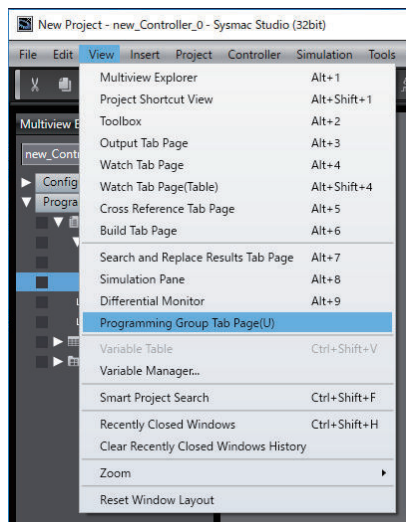 New Project - new_Controller_0 - Sysmac Studio (32bit)
File Edit View Insert Project Controller Simulation Tools
Multiview Explorer Alt+1
Project Shortcut View Alt+Shift+1
Toolbox Alt+2
Output Tab Page Alt+3
Watch Tab Page Alt+4
Watch Tab Page(Table) Alt+Shift+4
Cross Reference Tab Page Alt+5
Build Tab Page Alt+6
Search and Replace Results Tab Page Alt+7
Simulation Pane Alt+8
Differential Monitor Alt+9
Programming Group Tab Page(U)
Variable Table Ctrl+Shift+V
Variable Manager...
Smart Project Search Ctrl+Shift+F
Recently Closed Windows Ctrl+Shift+H
Clear Recently Closed Windows History
Zoom
Reset Window Layout
Multiview E
new_Contr
Config
Progra